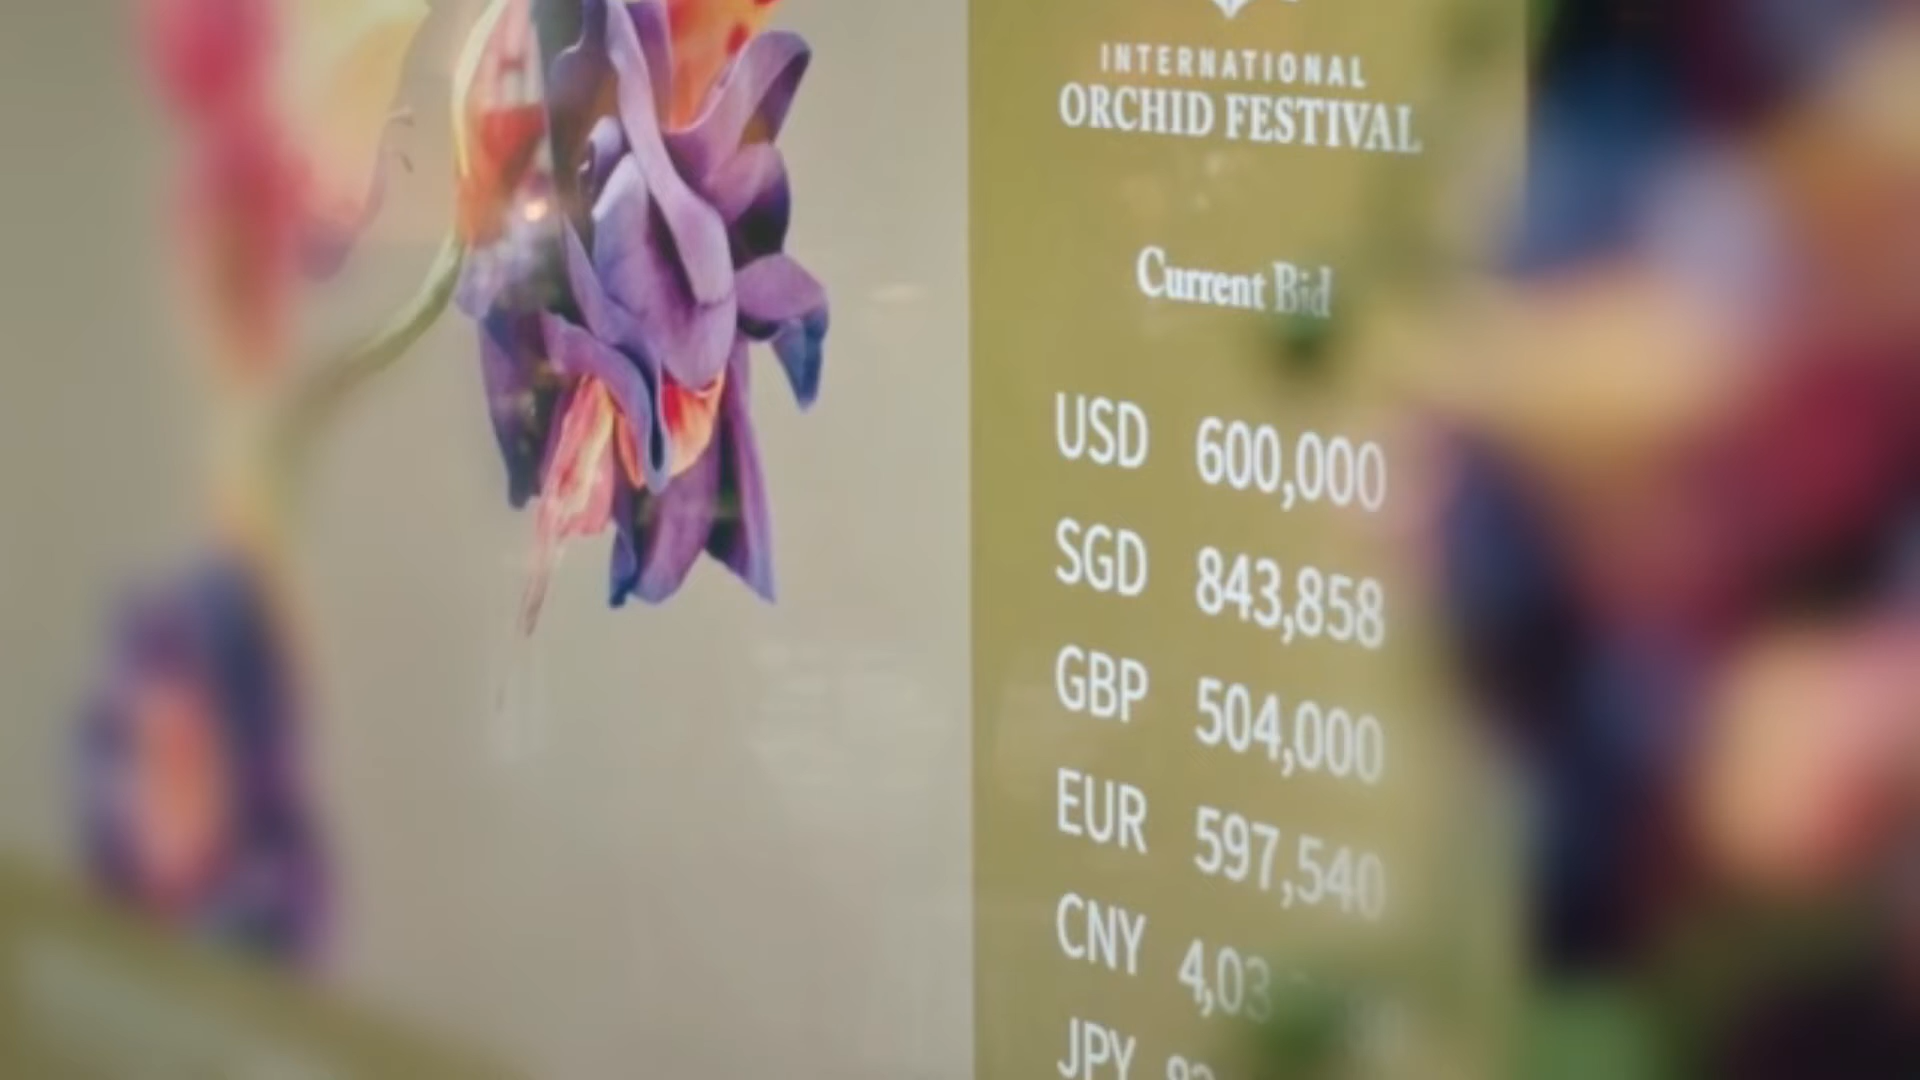 INTERNATIONAL
ORCHID FESTIVAL
Current Bid
USD 600,000
SGD 843,858
GBP 504,000
EUR 597,540
CNY
JPY